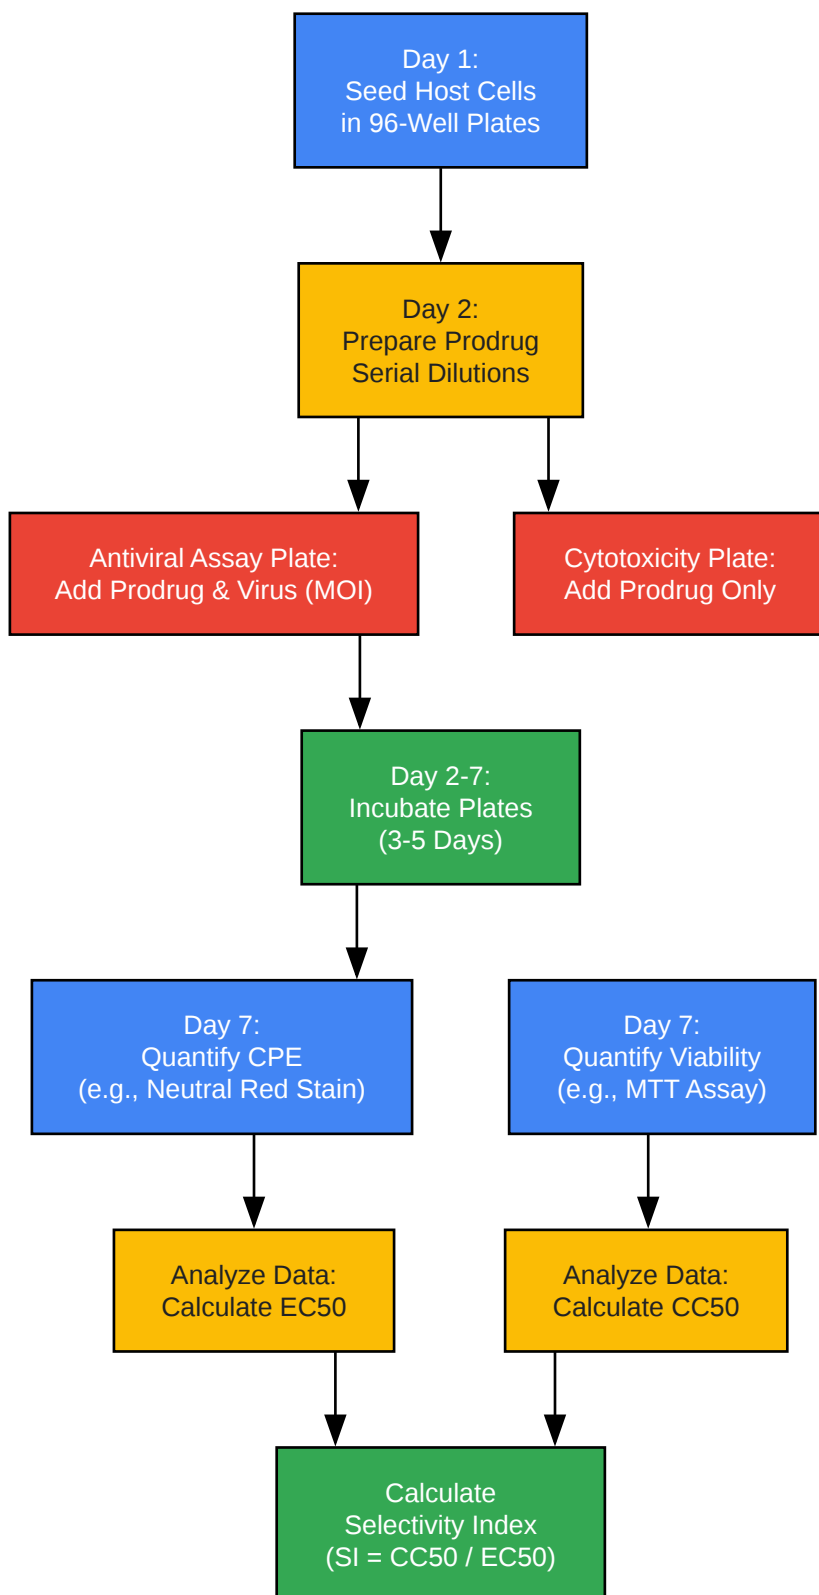 Day 1:
Seed Host Cells
in 96-Well Plates
Day 2:
Prepare Prodrug
Serial Dilutions
Antiviral Assay Plate:
Add Prodrug & Virus (MOI)
Cytotoxicity Plate:
Add Prodrug Only
Day 2-7:
Incubate Plates
(3-5 Days)
Day 7:
Quantify CPE
(e.g., Neutral Red Stain)
Day 7:
Quantify Viability
(e.g., MTT Assay)
Analyze Data:
Calculate EC50
Analyze Data:
Calculate CC50
Calculate
Selectivity Index
(SI = CC50 / EC50)